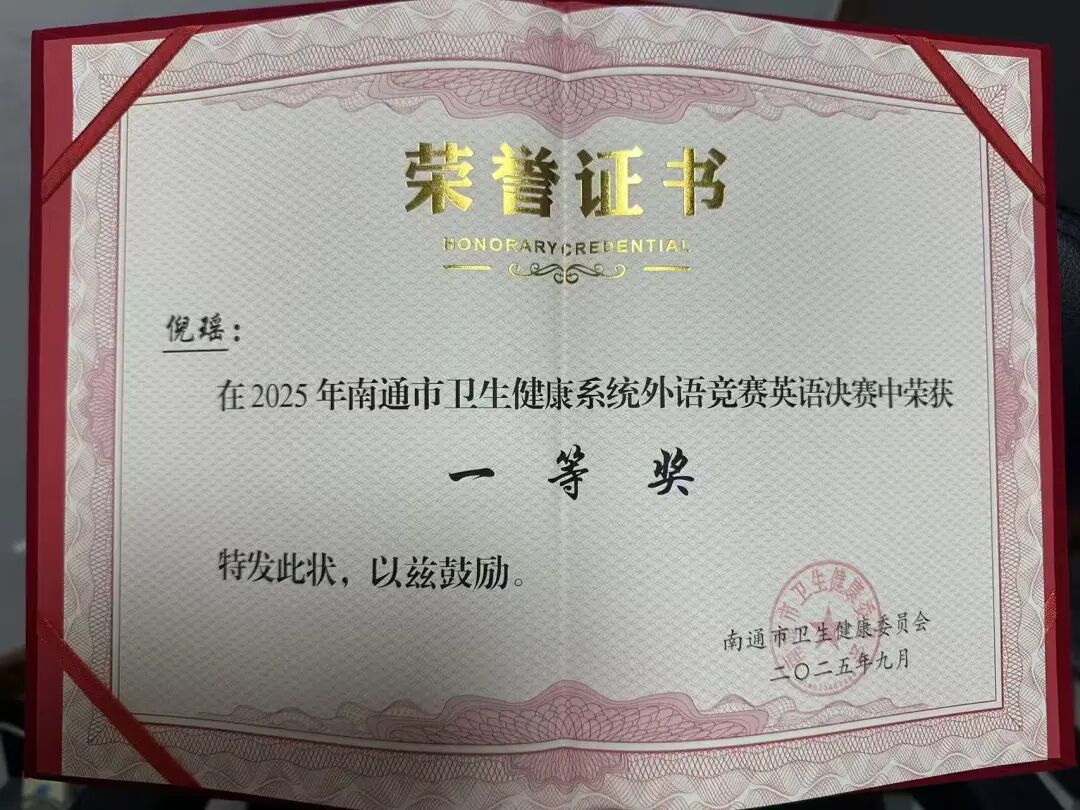 荣誉证书
HONORARY CREDENTIAL
倪瑶：
在2025年南通市卫生健康系统外语竞赛英语决赛中荣获
一等奖
特发此状，以兹鼓励。
南通市卫生健康委员会
二〇二五年九月